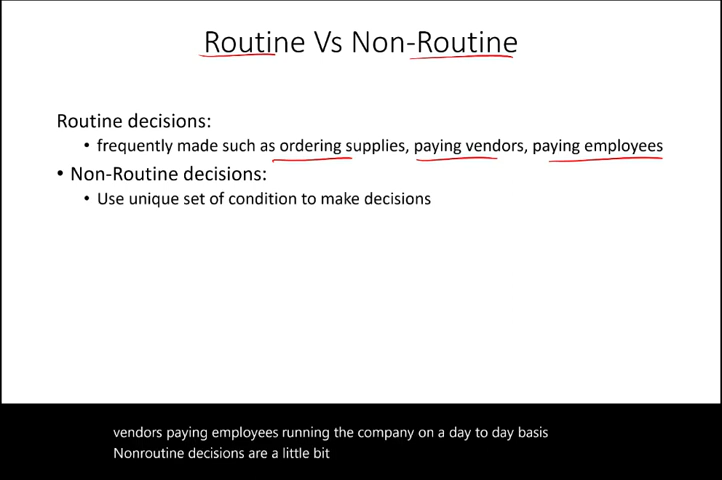 Routine Vs Non-Routine
Routine decisions:
• frequently made such as ordering supplies, paying vendors, paying employees
• Non-Routine decisions:
• Use unique set of condition to make decisions
vendors paying employees running the company on a day to day basis
Nonroutine decisions are a little bit